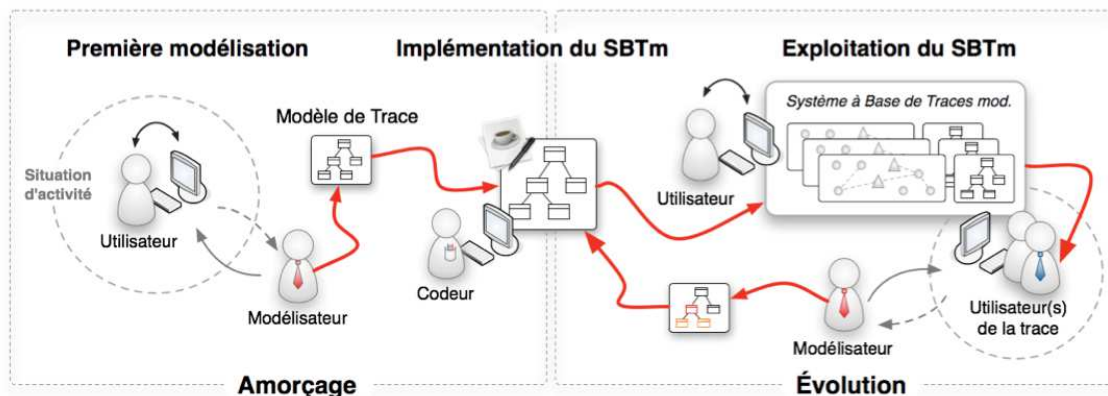 Première modélisation
Implémentation du SBTm
Exploitation du SBTm
Situation
d'activité
Utilisateur
Modèle de Trace
Modélisateur
Codeur
Utilisateur
Système à Base de Traces mod.
Modélisateur
Utilisateur(s)
de la trace
Amorçage
Évolution